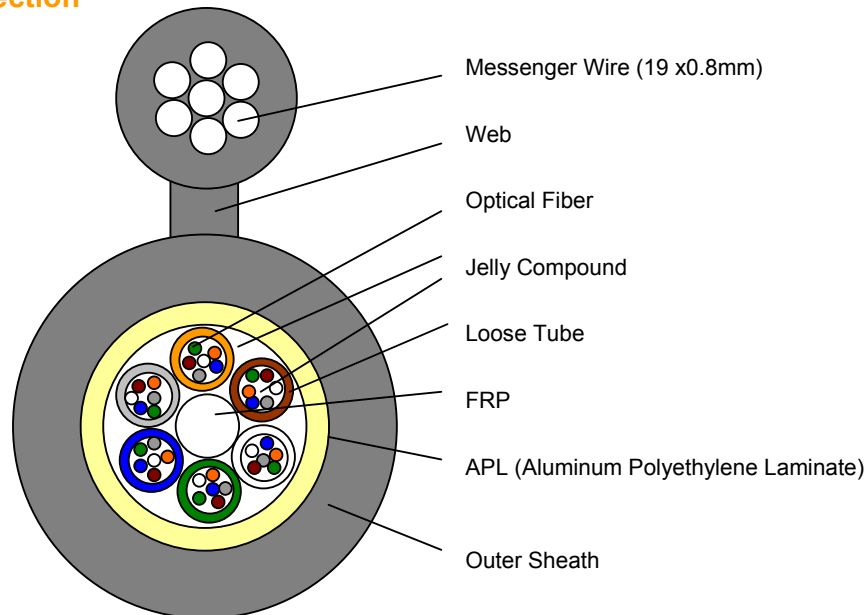 Messenger Wire (19 x0.8mm)
Web
Optical Fiber
Jelly Compound
Loose Tube
FRP
APL (Aluminum Polyethylene Laminate)
Outer Sheath